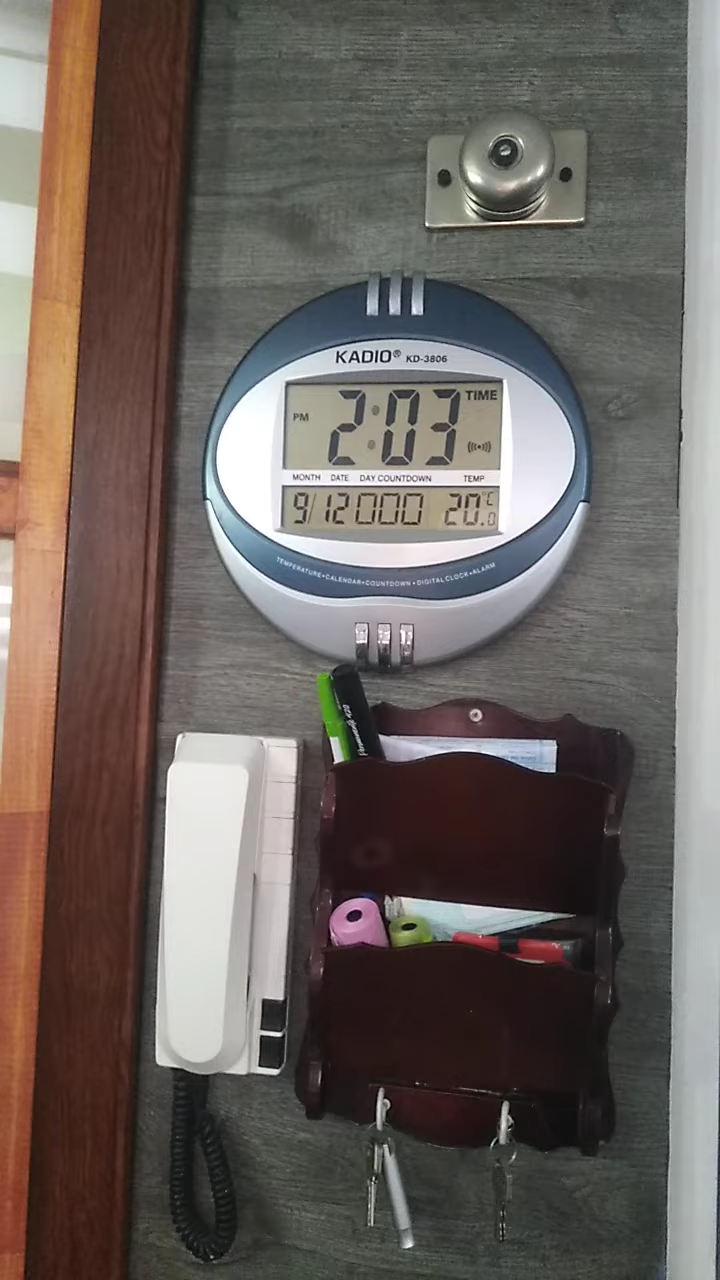 KADIO® KD-3806
TIME
PM 2:03
MONTH DATE DAY COUNTDOWN TEMP
9/12 000 20.0 °C
TEMPERATURE•CALENDAR•COUNTDOWN•DIGITAL CLOCK•ALARM